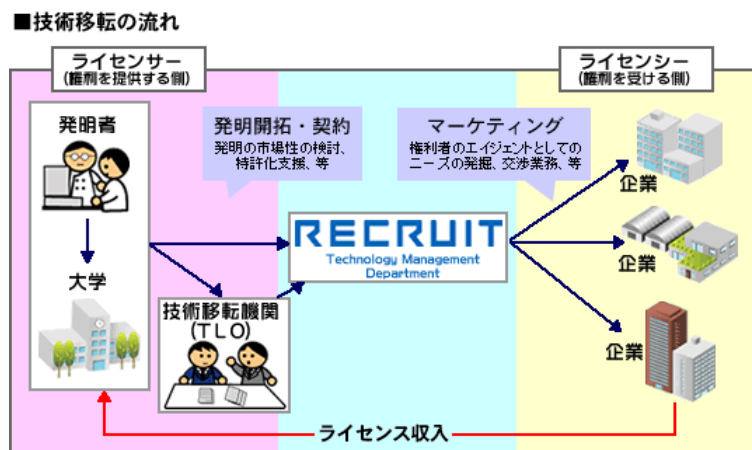 ■技術移転の流れ
ライセンサー
(権利を提供する側)
ライセンシー
(権利を受ける側)
発明者
大学
発明開拓・契約
発明の市場性の検討、
特許化支援、等
マーケティング
権利者のエイジェントとしての
ニーズの発掘、交渉業務、等
RECRUIT
Technology Management
Department
技術移転機関
(TLO)
企業
企業
企業
ライセンス収入